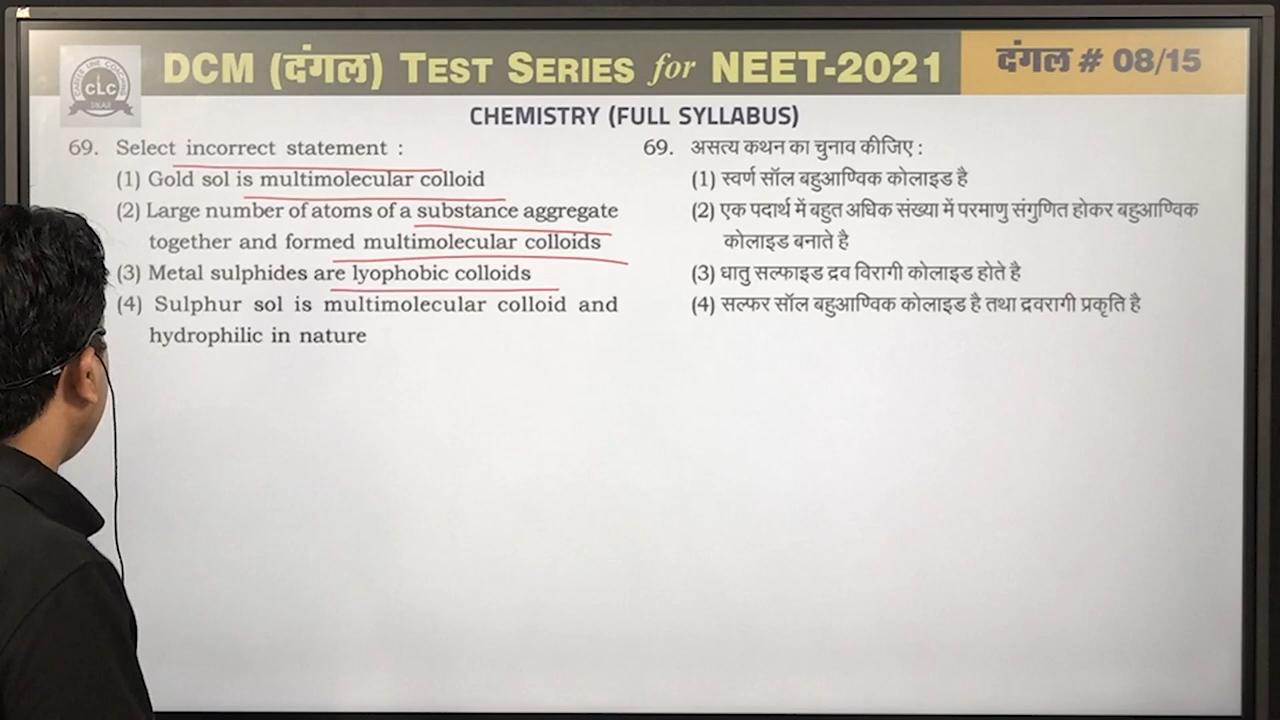 DCM (दंगल) TEST SERIES for NEET-2021
दंगल # 08/15
CLC
SIKAR
CHEMISTRY (FULL SYLLABUS)
69. Select incorrect statement :
(1) Gold sol is multimolecular colloid
(2) Large number of atoms of a substance aggregate
together and formed multimolecular colloids
(3) Metal sulphides are lyophobic colloids
(4) Sulphur sol is multimolecular colloid and
hydrophilic in nature
69. असत्य कथन का चुनाव कीजिए :
(1) स्वर्ण सॉल बहुआण्विक कोलाइड है
(2) एक पदार्थ में बहुत अधिक संख्या में परमाणु संगुणित होकर बहुआण्विक
कोलाइड बनाते है
(3) धातु सल्फाइड द्रव विरागी कोलाइड होते है
(4) सल्फर सॉल बहुआण्विक कोलाइड है तथा द्रवरागी प्रकृति है